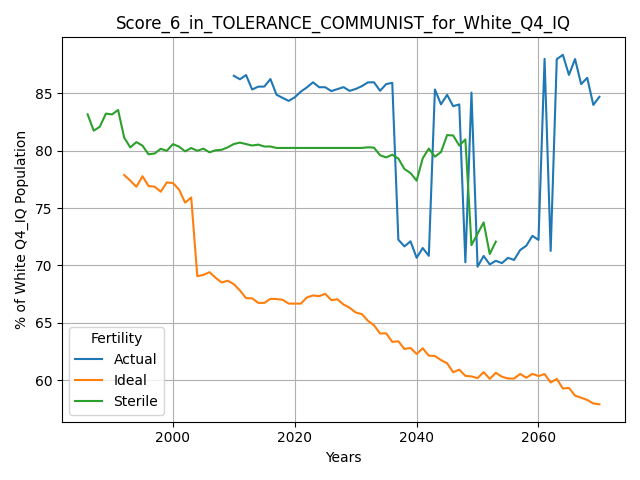 Score_6_in_TOLERANCE_COMMUNIST_for_White_Q4_IQ
% of White Q4_IQ Population
85
80
75
70
65
60
Fertility
Actual
Ideal
Sterile
2000
2020
2040
2060
Years